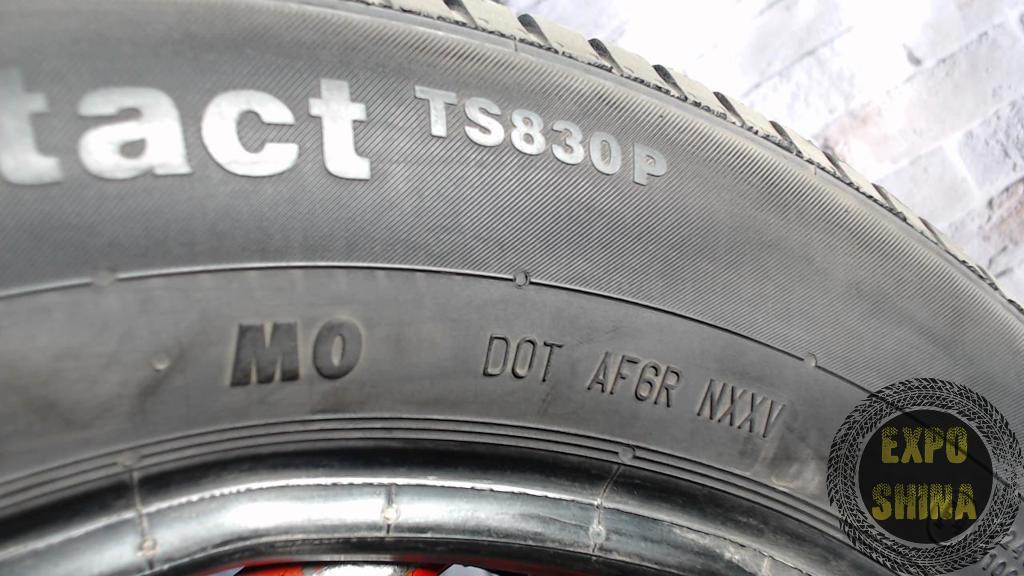 tact TS830P
MO DOT AF6R NXXV
EXPO
SHINA